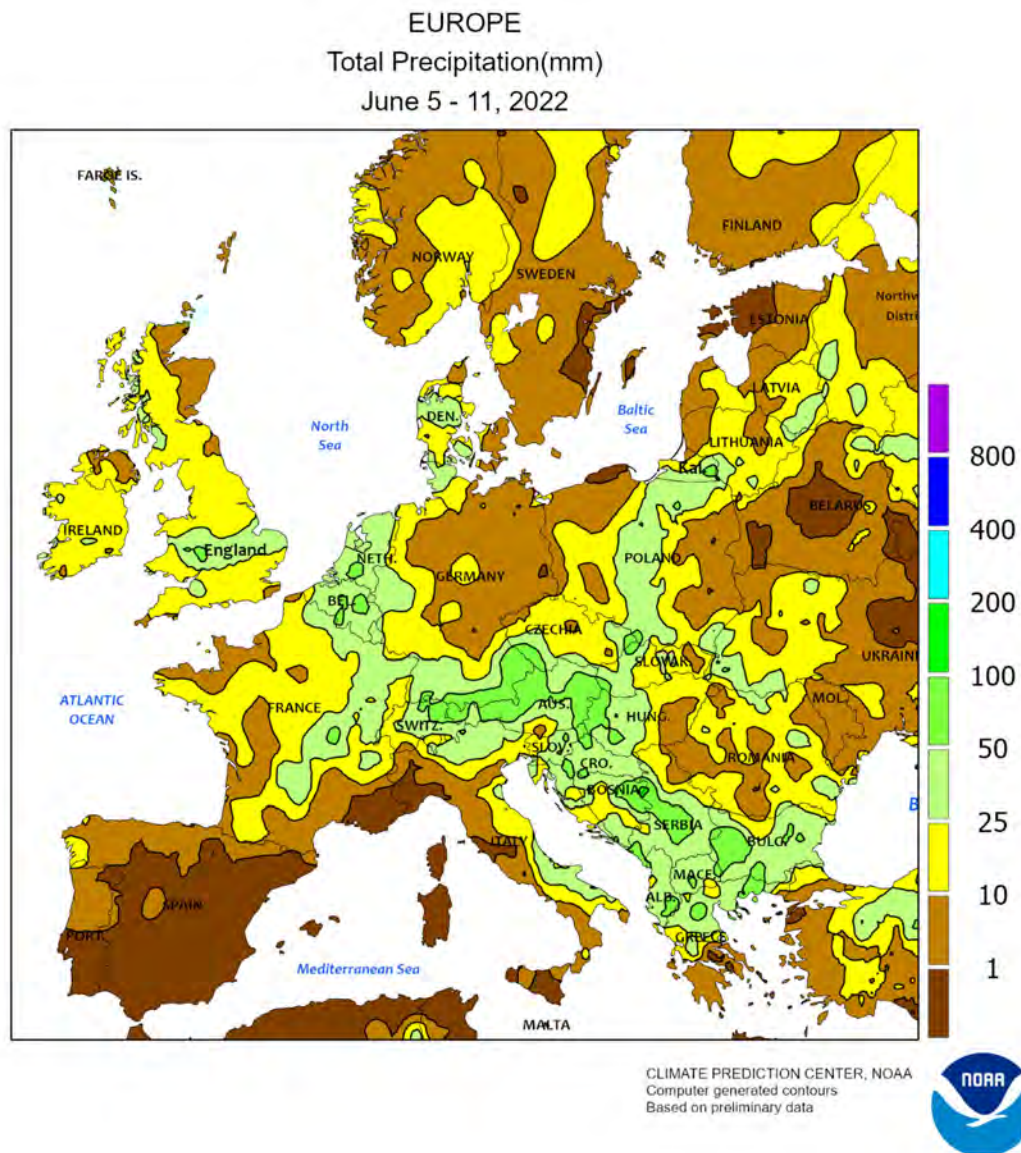 EUROPE
Total Precipitation(mm)
June 5 - 11, 2022
FAROE IS.
FINLAND
NORWAY
SWEDEN
Northw
Distri
ESTONIA
LATVIA
North
Sea
DEN.
Baltic
Sea
LITHUANIA
Kal.
IRELAND
England
BELARUS
NETH.
POLAND
GERMANY
BEL.
CZECHIA
UKRAINE
SLOVAK.
ATLANTIC
OCEAN
FRANCE
AUS.
MOL.
HUNG.
SWITZ.
SLOV.
ROMANIA
CRO.
BOSNIA
B
SERBIA
ITALY
BULG.
MACE.
ALB.
SPAIN
PORT.
GREECE
Mediterranean Sea
MALTA
800
400
200
100
50
25
10
1
CLIMATE PREDICTION CENTER, NOAA
Computer generated contours
Based on preliminary data
NOAA